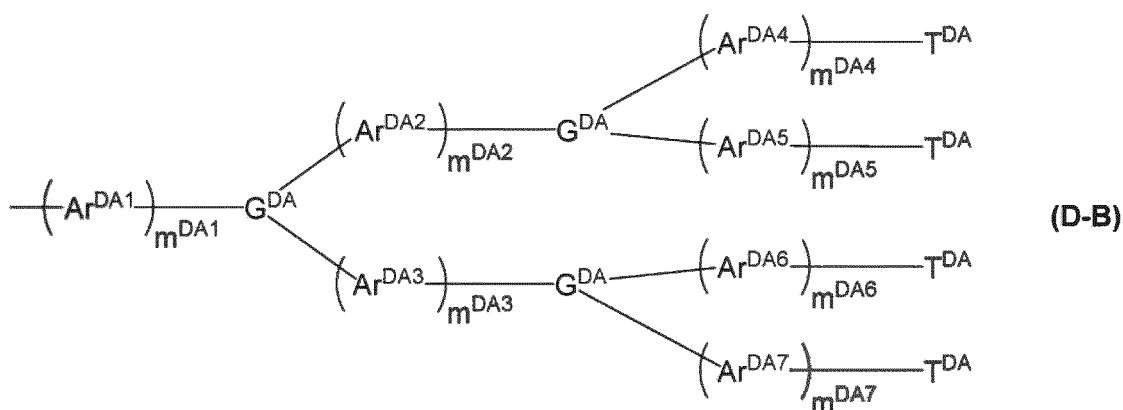 (Ar^DA4)m^DA4 T^DA
(Ar^DA2)m^DA2 G^DA (Ar^DA5)m^DA5 T^DA
(Ar^DA1)m^DA1 G^DA (D-B)
(Ar^DA3)m^DA3 G^DA (Ar^DA6)m^DA6 T^DA
(Ar^DA7)m^DA7 T^DA